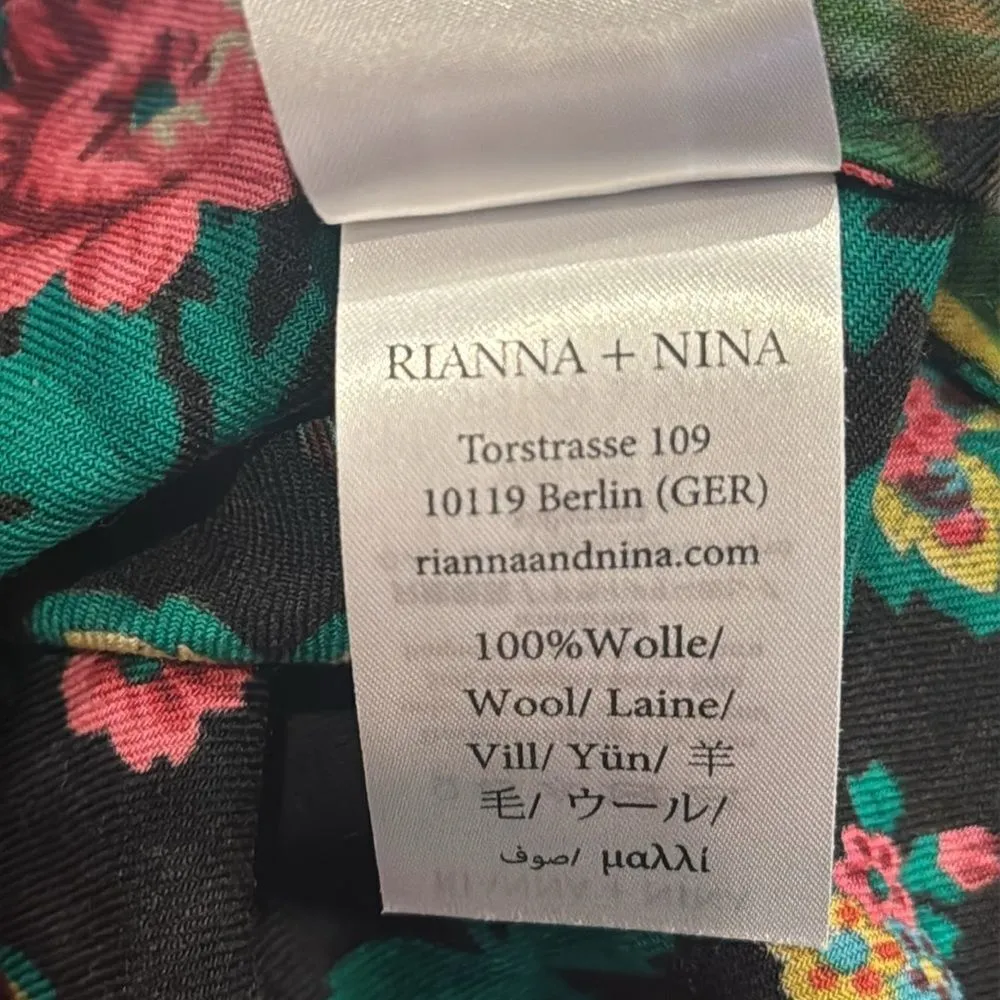 RIANNA + NINA
Torstrasse 109
10119 Berlin (GER)
riannaandnina.com
100%Wolle/
Wool/ Laine/
Vill/ Yün/ 羊
毛/ ウール/
صوف/ μαλλί